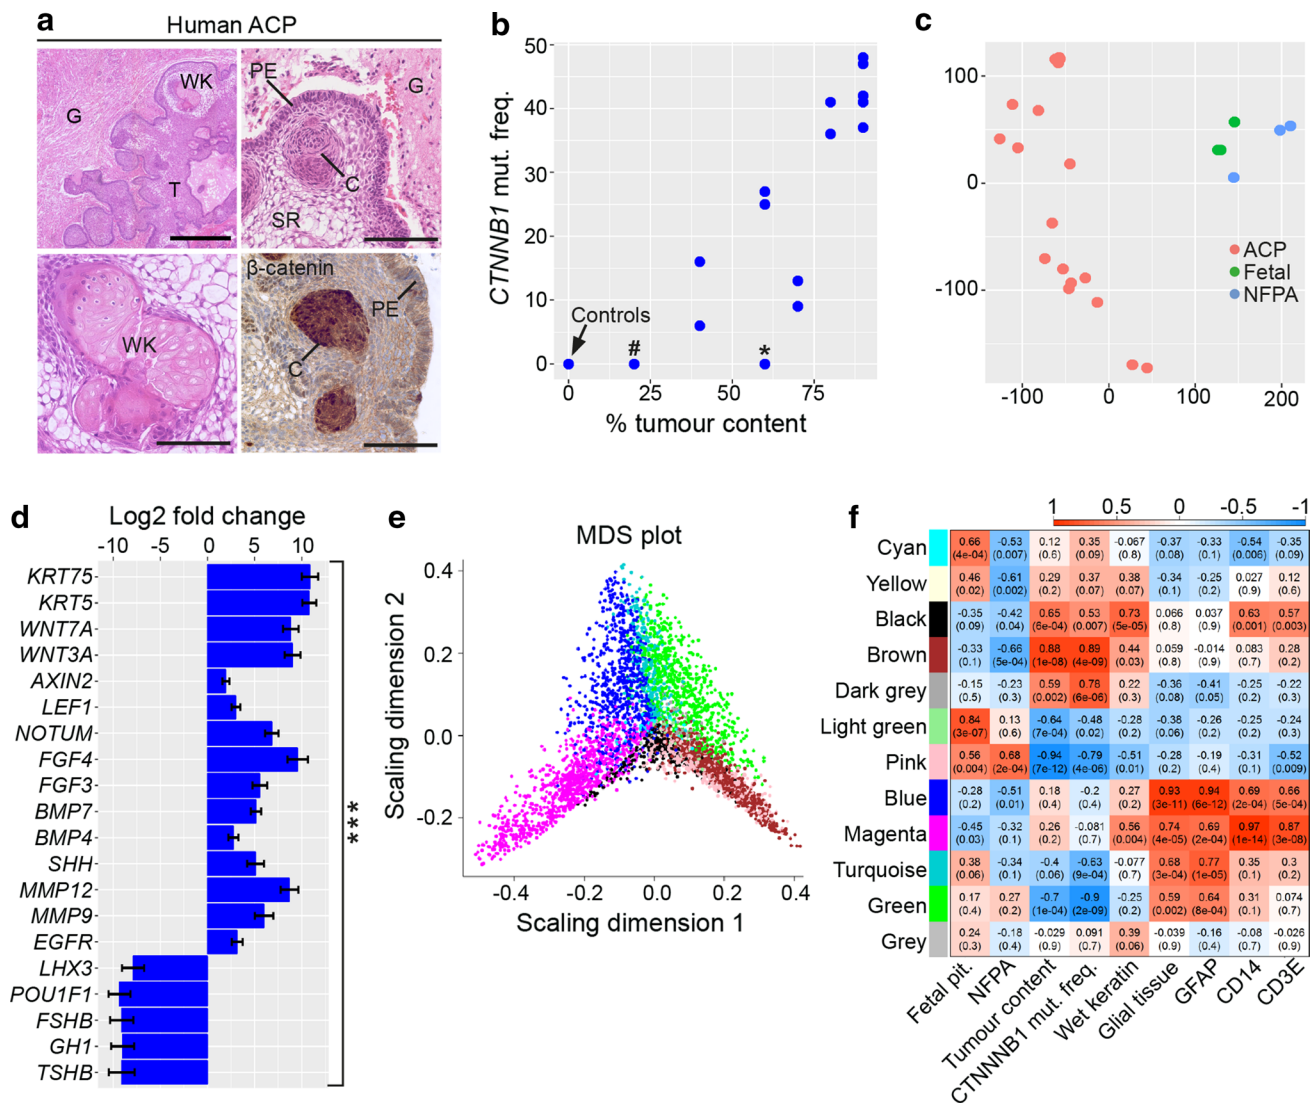 a
Human ACP
G
WK
T
PE
G
C
SR
WK
β-catenin
PE
C
b
CTNNB1 mut. freq.
50
40
30
20
10
0
Controls
#
*
0
25
50
75
% tumour content
c
100
0
-100
ACP
Fetal
NFPA
-100
0
100
200
d
Log2 fold change
-10 -5 0 5 10
KRT75
KRT5
WNT7A
WNT3A
AXIN2
LEF1
NOTUM
FGF4
FGF3
BMP7
BMP4
SHH
MMP12
MMP9
EGFR
LHX3
POU1F1
FSHB
GH1
TSHB
***
e
MDS plot
Scaling dimension 2
0.4
0.2
0.0
-0.2
-0.4 -0.2 0.0 0.2 0.4
Scaling dimension 1
f
1 0.5 0 -0.5 -1
Cyan 0.66 -0.53 0.12 0.35 -0.067 -0.37 -0.33 -0.54 -0.35
(4e-04) (0.007) (0.6) (0.09) (0.8) (0.08) (0.1) (0.006) (0.09)
Yellow 0.46 -0.61 0.29 0.37 0.38 -0.34 -0.25 0.027 0.12
(0.02) (0.002) (0.2) (0.07) (0.07) (0.1) (0.2) (0.9) (0.6)
Black -0.35 -0.42 0.65 0.53 0.73 0.066 0.037 0.63 0.57
(0.09) (0.04) (6e-04) (0.007) (5e-05) (0.8) (0.9) (0.001) (0.003)
Brown -0.33 -0.66 0.88 0.89 0.44 0.059 -0.014 0.083 0.28
(0.1) (5e-04) (1e-08) (4e-09) (0.03) (0.8) (0.9) (0.7) (0.2)
Dark grey -0.15 -0.23 0.59 0.78 0.22 -0.36 -0.41 -0.25 -0.22
(0.5) (0.3) (0.002) (6e-06) (0.3) (0.08) (0.05) (0.2) (0.3)
Light green 0.84 0.13 -0.64 -0.48 -0.28 -0.38 -0.26 -0.25 -0.24
(3e-07) (0.6) (7e-04) (0.02) (0.2) (0.06) (0.2) (0.2) (0.3)
Pink 0.56 0.68 -0.94 -0.79 -0.51 -0.28 -0.19 -0.31 -0.52
(0.004) (2e-04) (7e-12) (4e-06) (0.01) (0.2) (0.4) (0.1) (0.009)
Blue -0.28 -0.51 0.18 -0.2 0.27 0.93 0.94 0.69 0.66
(0.2) (0.01) (0.4) (0.4) (0.2) (3e-11) (6e-12) (2e-04) (5e-04)
Magenta -0.45 -0.32 0.26 -0.081 0.56 0.74 0.69 0.97 0.87
(0.03) (0.1) (0.2) (0.7) (0.004) (4e-05) (2e-04) (1e-14) (3e-08)
Turquoise 0.38 -0.34 -0.4 -0.63 -0.077 0.68 0.77 0.35 0.3
(0.06) (0.1) (0.06) (9e-04) (0.7) (3e-04) (1e-05) (0.1) (0.2)
Green 0.17 0.27 -0.7 -0.9 -0.25 0.59 0.64 0.31 0.074
(0.4) (0.2) (1e-04) (2e-09) (0.2) (0.002) (8e-04) (0.1) (0.7)
Grey 0.24 -0.18 -0.029 0.091 0.39 -0.039 -0.16 -0.08 -0.026
(0.3) (0.4) (0.9) (0.7) (0.06) (0.9) (0.4) (0.7) (0.9)
Fetal pit.
NFPA
Tumour content
CTNNNB1 mut. freq.
Wet keratin
Glial tissue
GFAP
CD14
CD3E